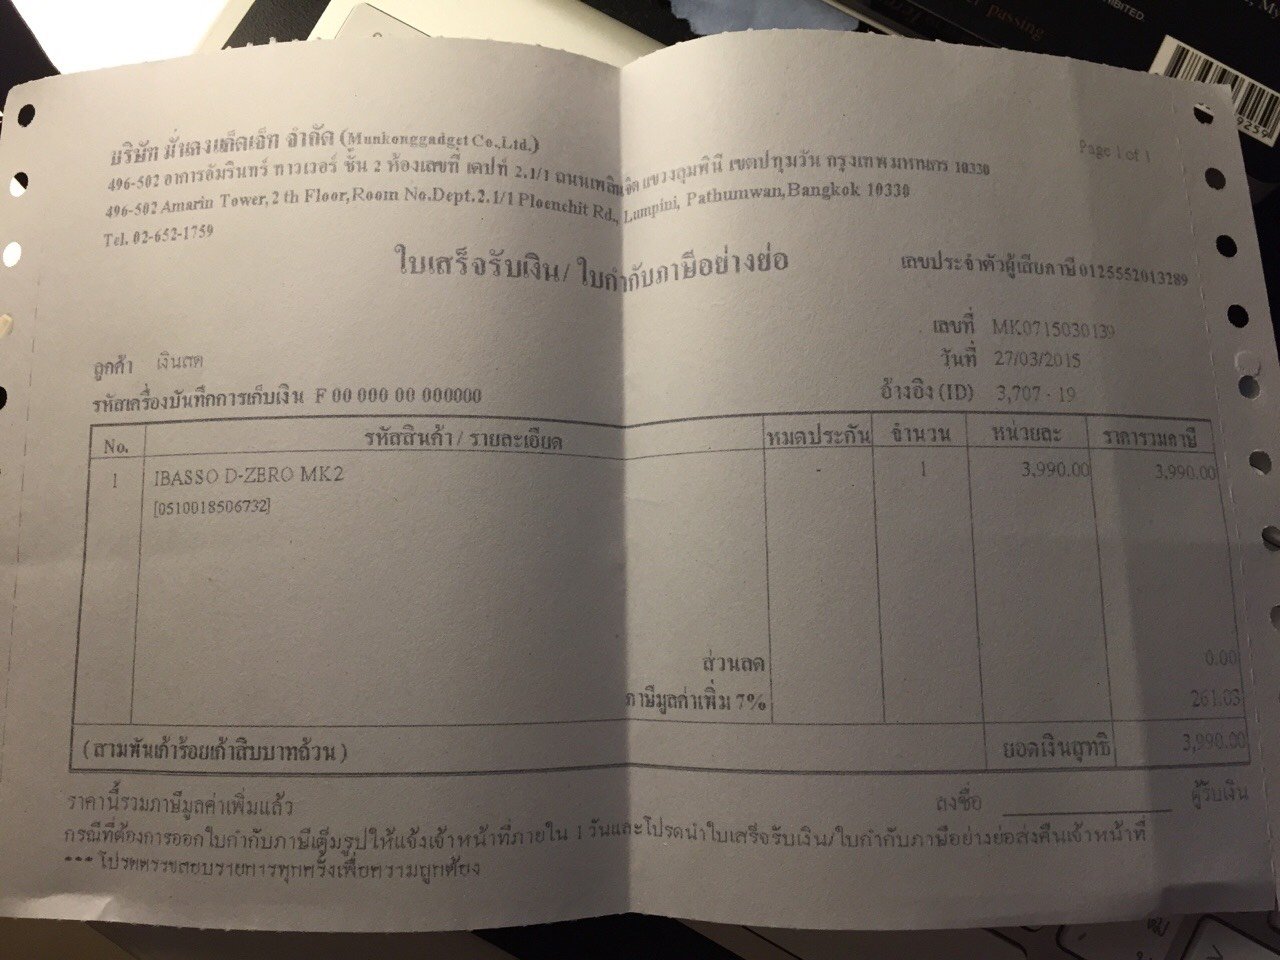 บริษัท มั่นคงแก็ดเจ็ท จำกัด (Munkonggadget Co.,Ltd.)
Page 1 of 1
496-502 อาคารอัมรินทร์ ทาวเวอร์ ชั้น 2 ห้องเลขที่ เดปท์ 2.1/1 ถนนเพลินจิต แขวงลุมพินี เขตปทุมวัน กรุงเทพมหานคร 10330
496-502 Amarin Tower,2 th Floor,Room No.Dept.2.1/1 Ploenchit Rd., Lumpini, Pathumwan,Bangkok 10330
Tel. 02-652-1759
ใบเสร็จรับเงิน/ ใบกำกับภาษีอย่างย่อ
เลขประจำตัวผู้เสียภาษี 0125552013289
เลขที่ MK0715030139
ลูกค้า เงินสด
วันที่ 27/03/2015
รหัสเครื่องบันทึกการเก็บเงิน F 00 000 00 000000
อ้างอิง (ID) 3,707 - 19
No. รหัสสินค้า / รายละเอียด หมดประกัน จำนวน หน่วยละ ราคารวมภาษี
1 IBASSO D-ZERO MK2 - 1 3,990.00 3,990.00
[0510018506732]
ส่วนลด 0.00
ภาษีมูลค่าเพิ่ม 7% 261.03
(สามพันเก้าร้อยเก้าสิบบาทถ้วน) ยอดเงินสุทธิ 3,990.00
ราคานี้รวมภาษีมูลค่าเพิ่มแล้ว
ลงชื่อ ผู้รับเงิน
กรณีที่ต้องการออกใบกำกับภาษีเต็มรูปให้แจ้งเจ้าหน้าที่ภายใน 1 วันและโปรดนำใบเสร็จรับเงิน/ใบกำกับภาษีอย่างย่อส่งคืนเจ้าหน้าที่
*** โปรดตรวจสอบรายการทุกครั้งเพื่อความถูกต้อง